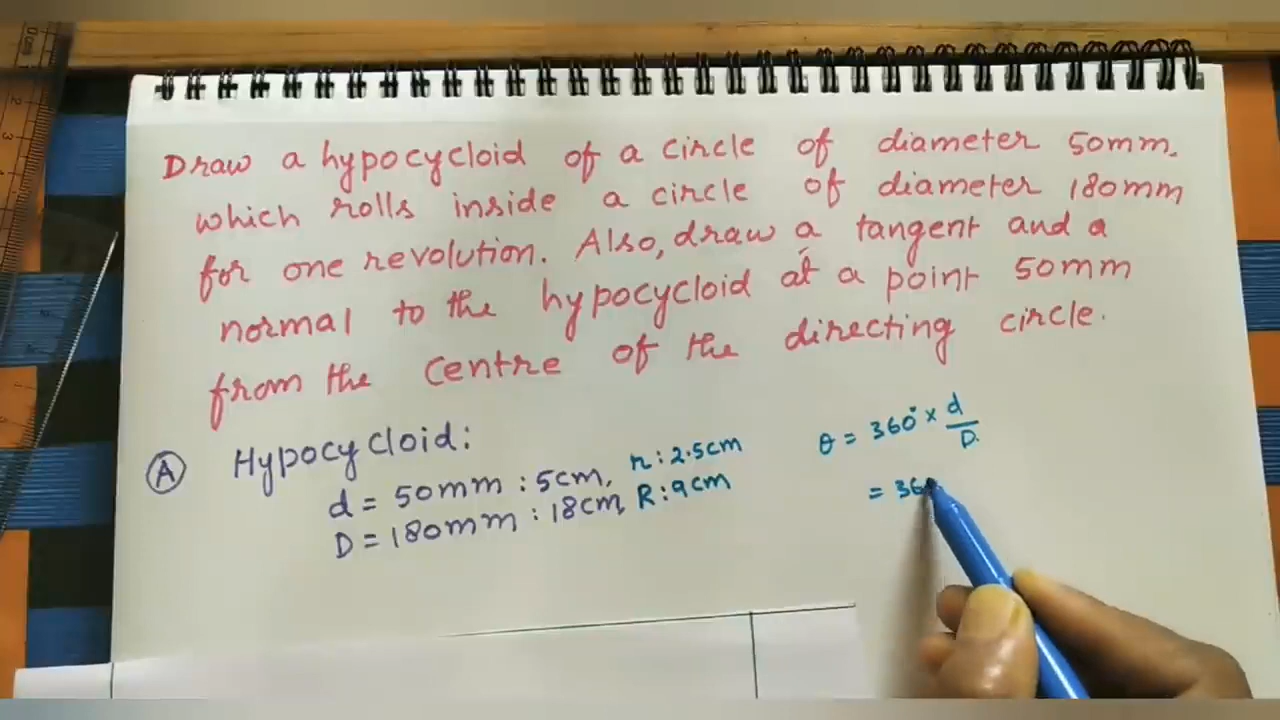 Draw a hypocycloid of a circle of diameter 50mm.
which rolls inside a circle of diameter 180mm
for one revolution. Also, draw a tangent and a
normal to the hypocycloid at a point 50mm
from the centre of the directing circle.
A Hypocycloid:
d = 50mm : 5cm, r : 2.5cm
D = 180mm : 18cm, R : 9cm
θ = 360° × d/D.
= 360